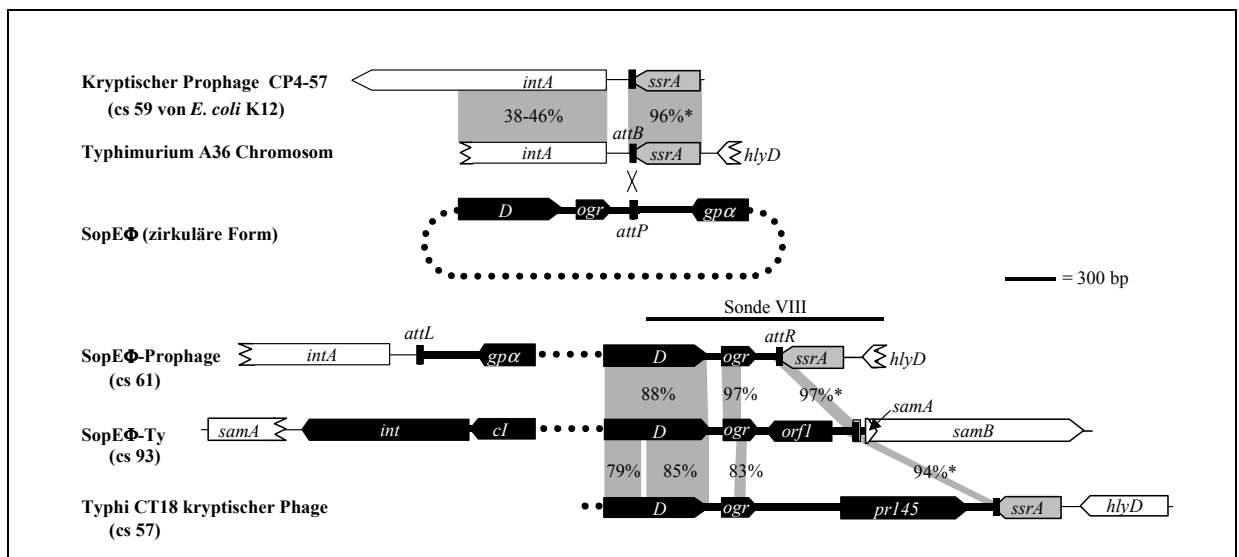 Kryptischer Prophage CP4-57
(cs 59 von E. coli K12)
intA
ssrA
38-46%
96%*
attB
Typhimurium A36 Chromosom
intA
ssrA
hlyD
D
ogr
gpα
attP
SopEΦ (zirkuläre Form)
= 300 bp
Sonde VIII
SopEΦ-Prophage
(cs 61)
attL
attR
intA
gpα
D
ogr
ssrA
hlyD
88%
97%
97%*
samA
SopEΦ-Ty
(cs 93)
samA
int
cI
D
ogr
orf1
samB
79%
85%
83%
94%*
Typhi CT18 kryptischer Phage
(cs 57)
D
ogr
pr145
ssrA
hlyD